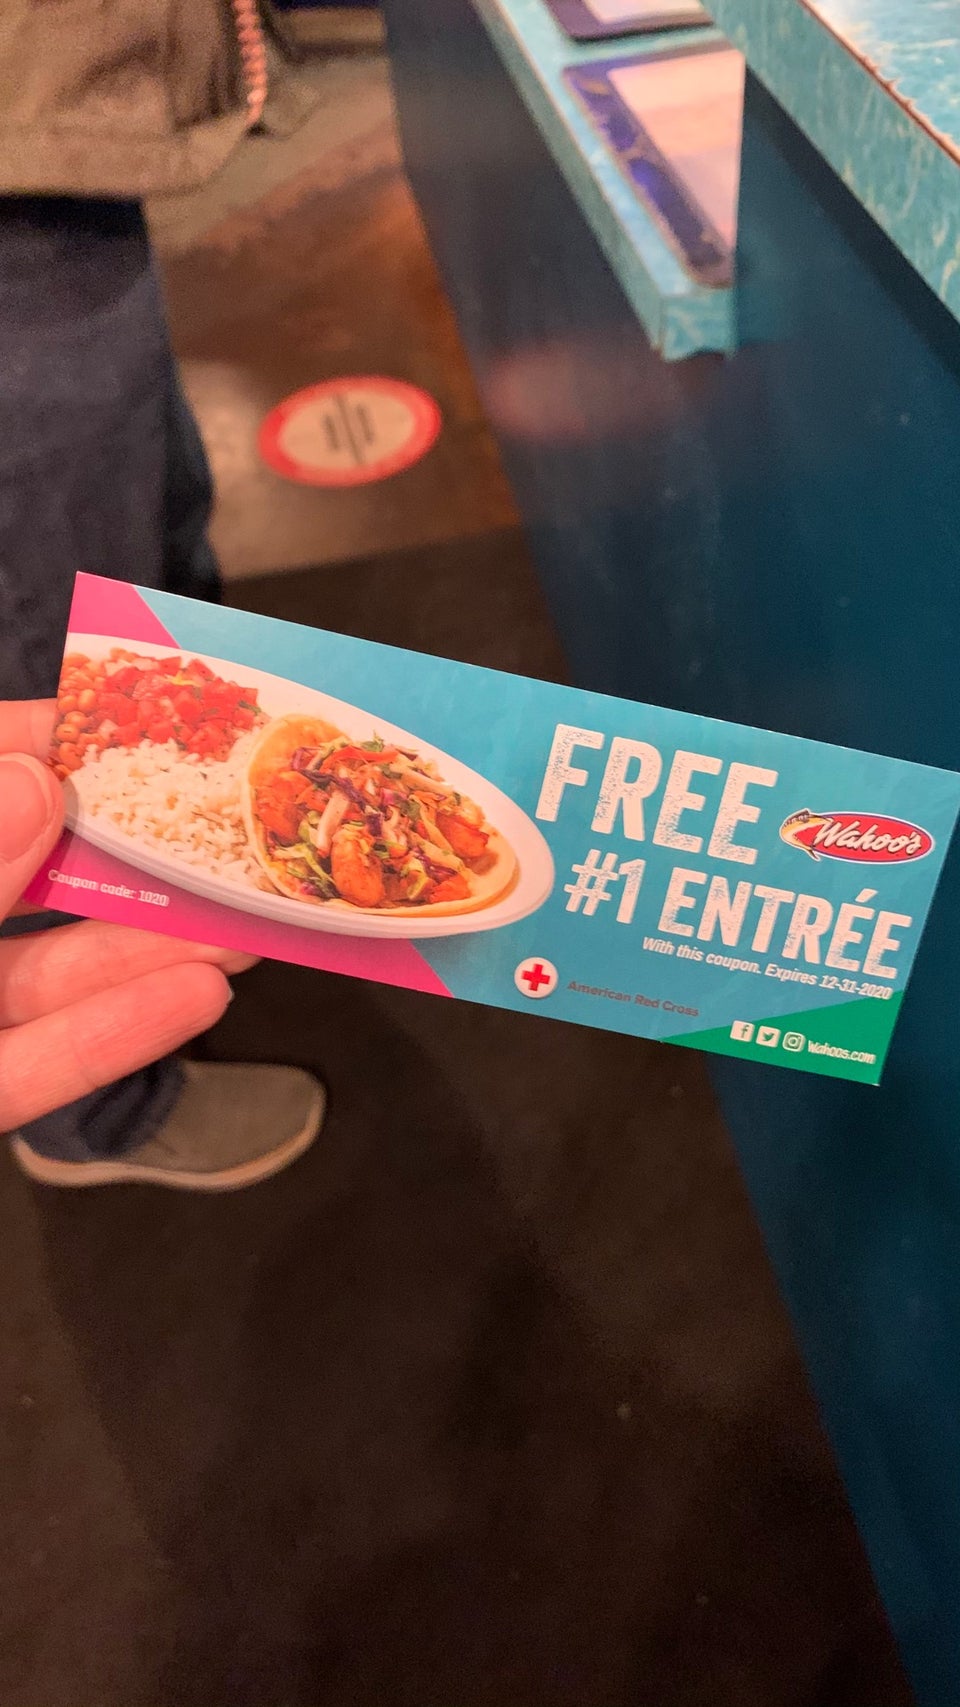 FREE
Wahoo's
#1 ENTRÉE
With this coupon. Expires 12-31-2020
Coupon code: 1020
American Red Cross
Wahoos.com